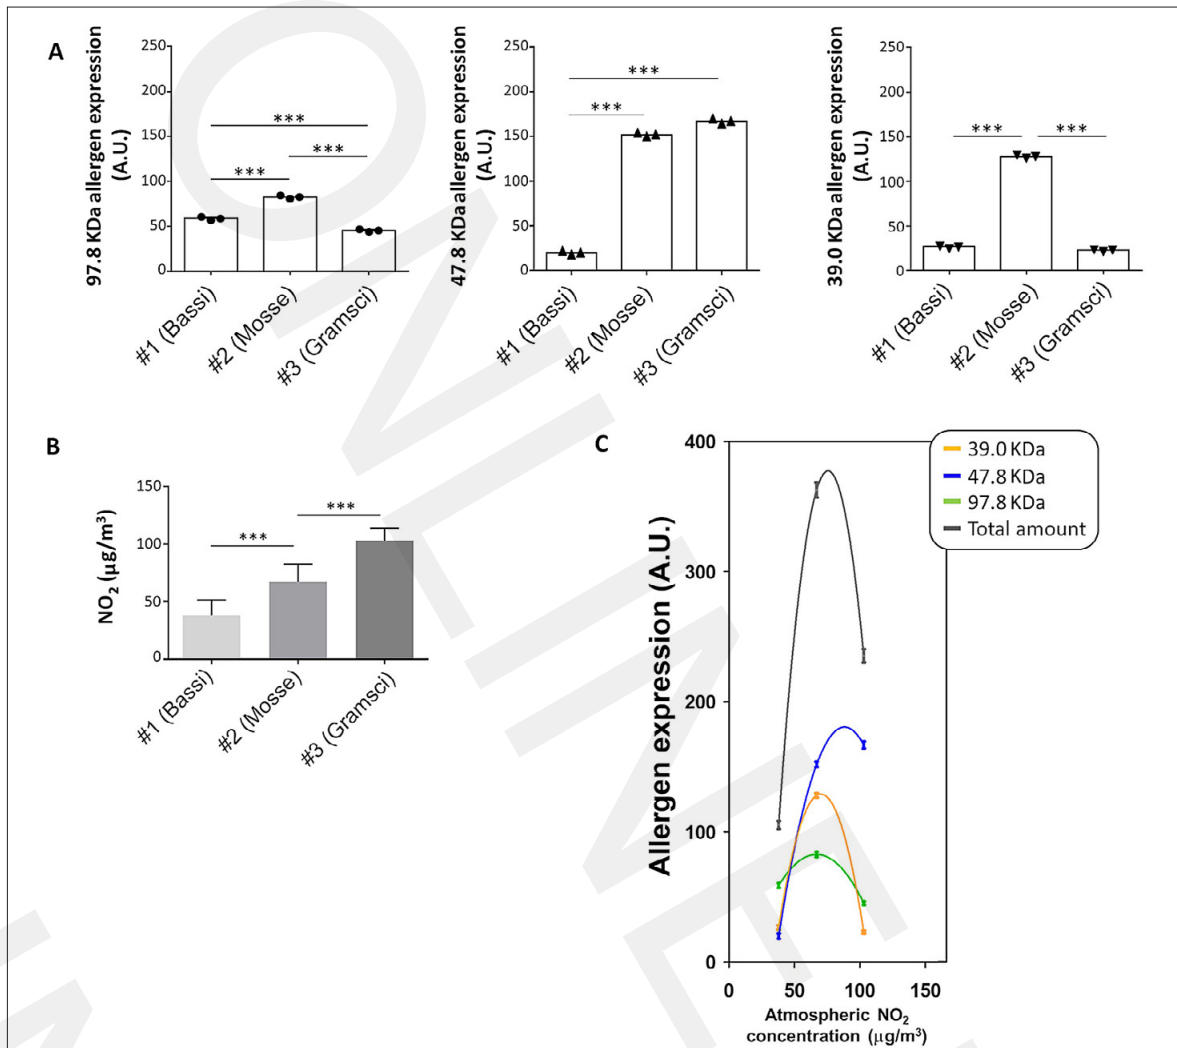 A
97.8 KDa allergen expression
(A.U.)
250
200
150
100
50
0
***
***
***
#1 (Bassi)
#2 (Mosse)
#3 (Gramsci)
47.8 KDa allergen expression
(A.U.)
250
200
150
100
50
0
***
***
#1 (Bassi)
#2 (Mosse)
#3 (Gramsci)
39.0 KDa allergen expression
(A.U.)
250
200
150
100
50
0
***
***
#1 (Bassi)
#2 (Mosse)
#3 (Gramsci)
B
NO₂ (µg/m³)
150
100
50
0
***
***
#1 (Bassi)
#2 (Mosse)
#3 (Gramsci)
C
Allergen expression (A.U.)
400
300
200
100
0
0 50 100 150
Atmospheric NO₂
concentration (µg/m³)
39.0 KDa
47.8 KDa
97.8 KDa
Total amount
ONLINE